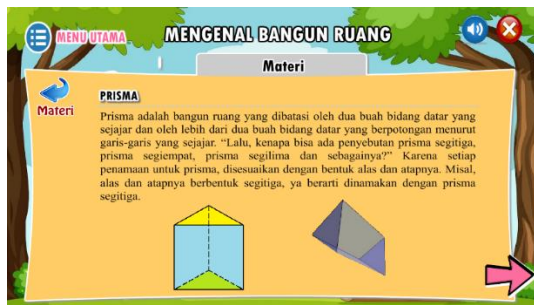 MENU UTAMA
MENGENAL BANGUN RUANG
Materi
Materi
PRISMA
Prisma adalah bangun ruang yang dibatasi oleh dua buah bidang datar yang
sejajar dan oleh lebih dari dua buah bidang datar yang berpotongan menurut
garis-garis yang sejajar. “Lalu, kenapa bisa ada penyebutan prisma segitiga,
prisma segiempat, prisma segilima dan sebagainya?” Karena setiap
penamaan untuk prisma, disesuaikan dengan bentuk alas dan atapnya. Misal,
alas dan atapnya berbentuk segitiga, ya berarti dinamakan dengan prisma
segitiga.